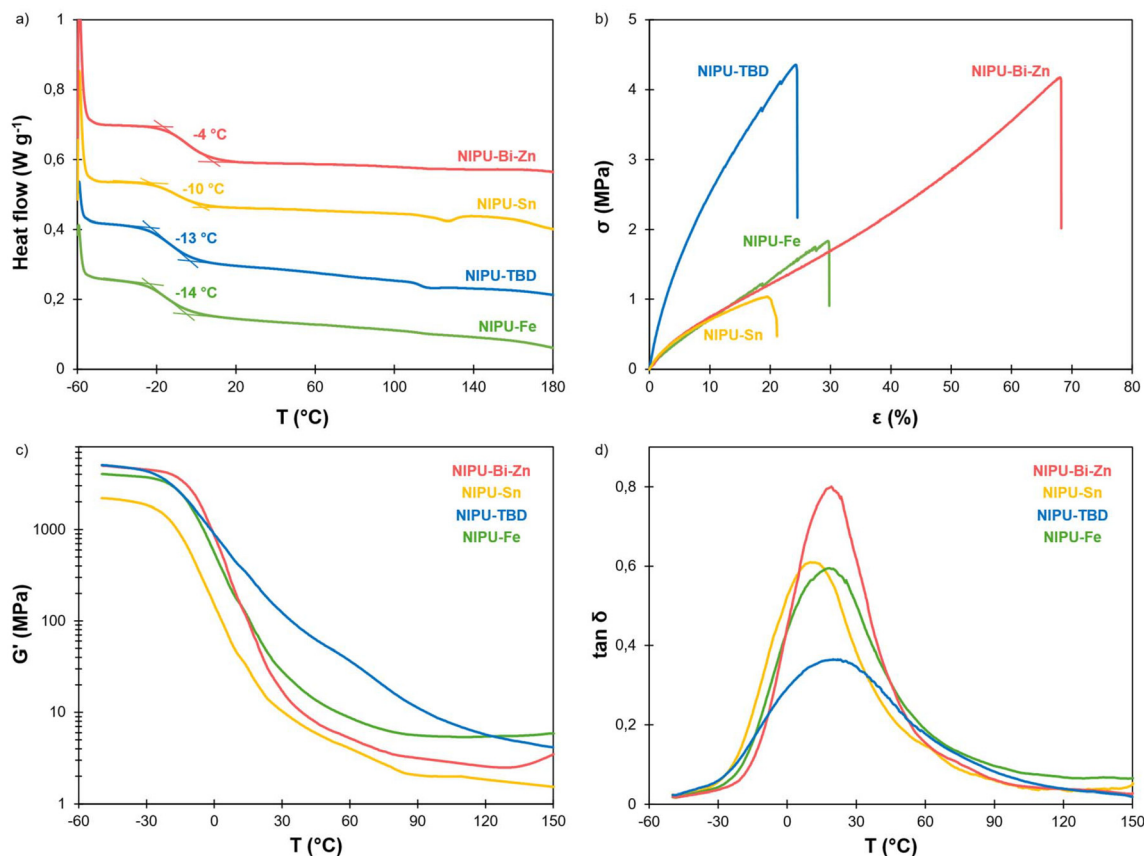 a)
1
0,8
0,6
0,4
0,2
0
-60
-20
20
60
100
140
180
Heat flow (W g⁻¹)
T (°C)
-4 °C
NIPU-Bi-Zn
-10 °C
NIPU-Sn
-13 °C
NIPU-TBD
-14 °C
NIPU-Fe
b)
5
4
3
2
1
0
0
10
20
30
40
50
60
70
80
σ (MPa)
ε (%)
NIPU-TBD
NIPU-Bi-Zn
NIPU-Fe
NIPU-Sn
c)
1000
100
10
1
-60
-30
0
30
60
90
120
150
G' (MPa)
T (°C)
NIPU-Bi-Zn
NIPU-Sn
NIPU-TBD
NIPU-Fe
d)
0,8
0,6
0,4
0,2
0
-60
-30
0
30
60
90
120
150
tan δ
T (°C)
NIPU-Bi-Zn
NIPU-Sn
NIPU-TBD
NIPU-Fe